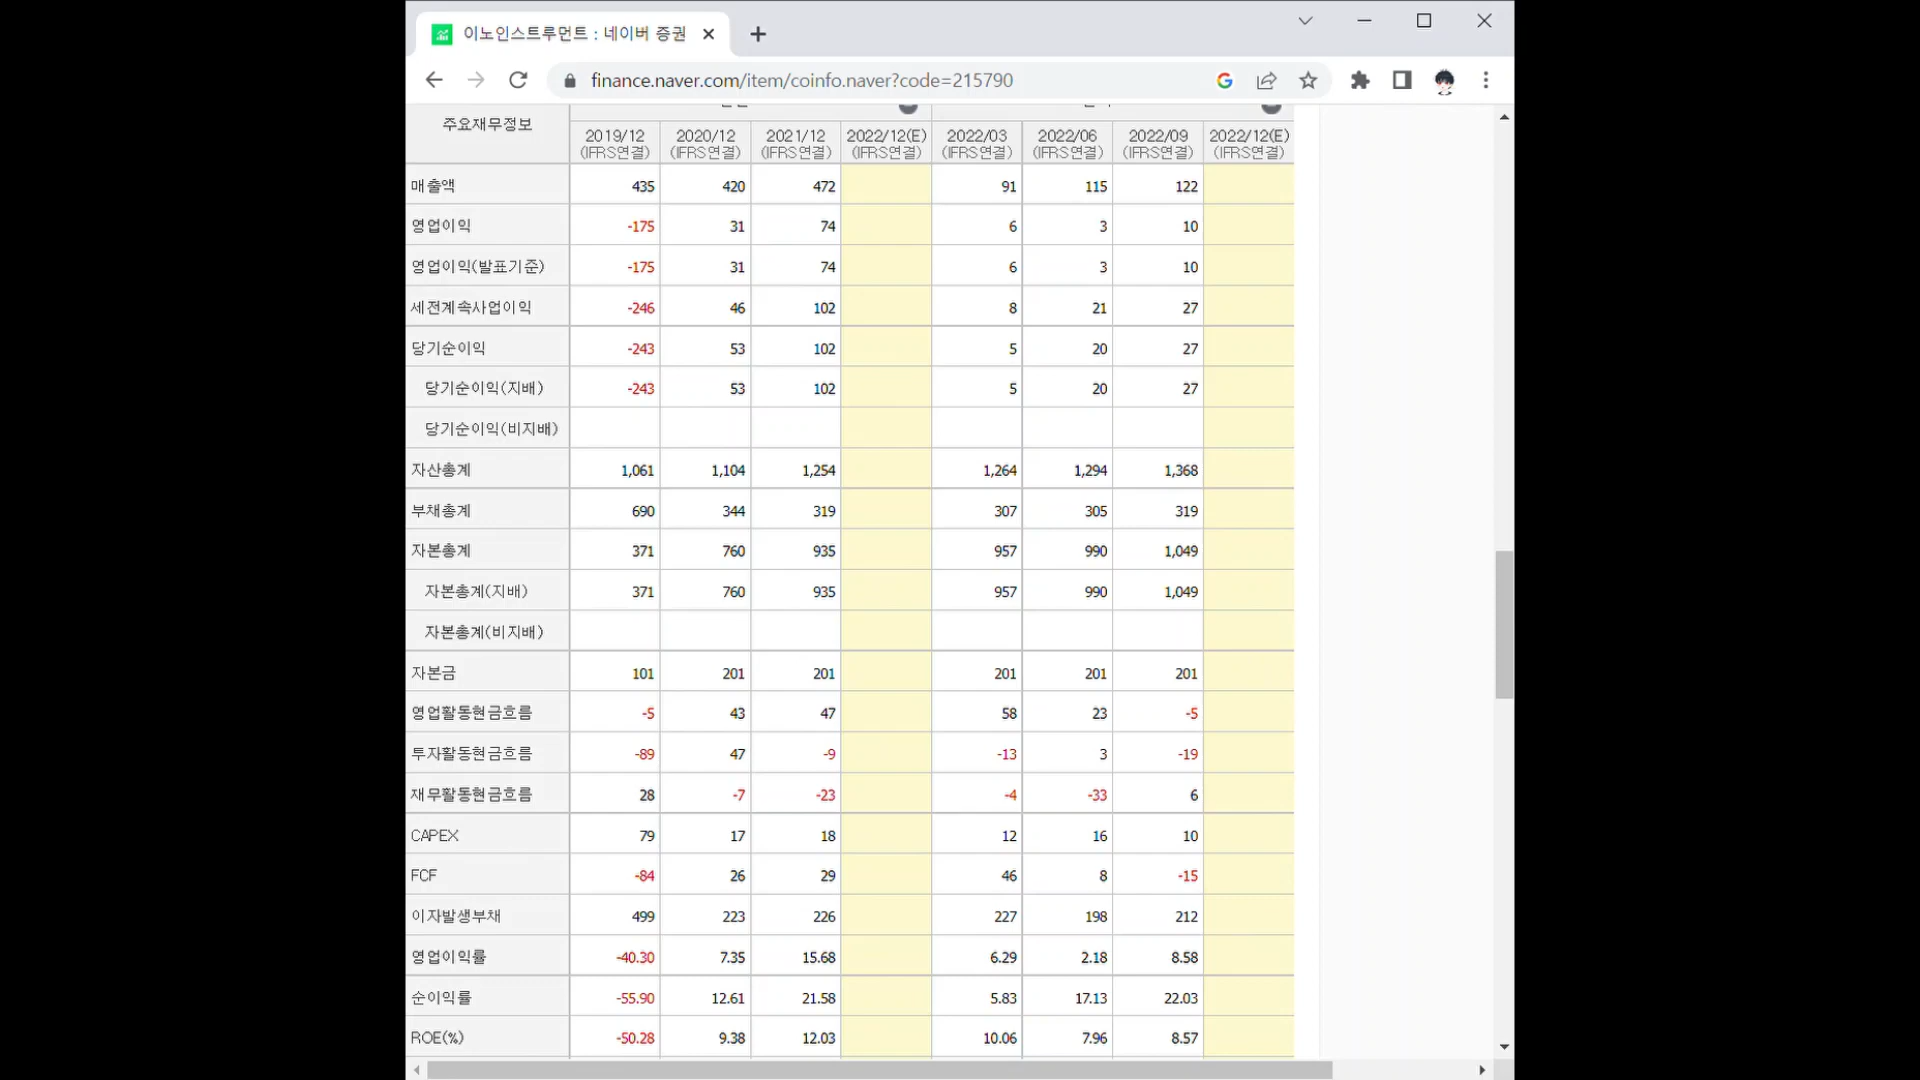 이노인스트루먼트 : 네이버 증권
finance.naver.com/item/coinfo.naver?code=215790
주요재무정보
2019/12 2020/12 2021/12 2022/12(E) 2022/03 2022/06 2022/09 2022/12(E)
(IFRS연결) (IFRS연결) (IFRS연결) (IFRS연결) (IFRS연결) (IFRS연결) (IFRS연결) (IFRS연결)
매출액 435 420 472 91 115 122
영업이익 -175 31 74 6 3 10
영업이익(발표기준) -175 31 74 6 3 10
세전계속사업이익 -246 46 102 8 21 27
당기순이익 -243 53 102 5 20 27
당기순이익(지배) -243 53 102 5 20 27
당기순이익(비지배)
자산총계 1,061 1,104 1,254 1,264 1,294 1,368
부채총계 690 344 319 307 305 319
자본총계 371 760 935 957 990 1,049
자본총계(지배) 371 760 935 957 990 1,049
자본총계(비지배)
자본금 101 201 201 201 201 201
영업활동현금흐름 -5 43 47 58 23 -5
투자활동현금흐름 -89 47 -9 -13 3 -19
재무활동현금흐름 28 -7 -23 -4 -33 6
CAPEX 79 17 18 12 16 10
FCF -84 26 29 46 8 -15
이자발생부채 499 223 226 227 198 212
영업이익률 -40.30 7.35 15.68 6.29 2.18 8.58
순이익률 -55.90 12.61 21.58 5.83 17.13 22.03
ROE(%) -50.28 9.38 12.03 10.06 7.96 8.57